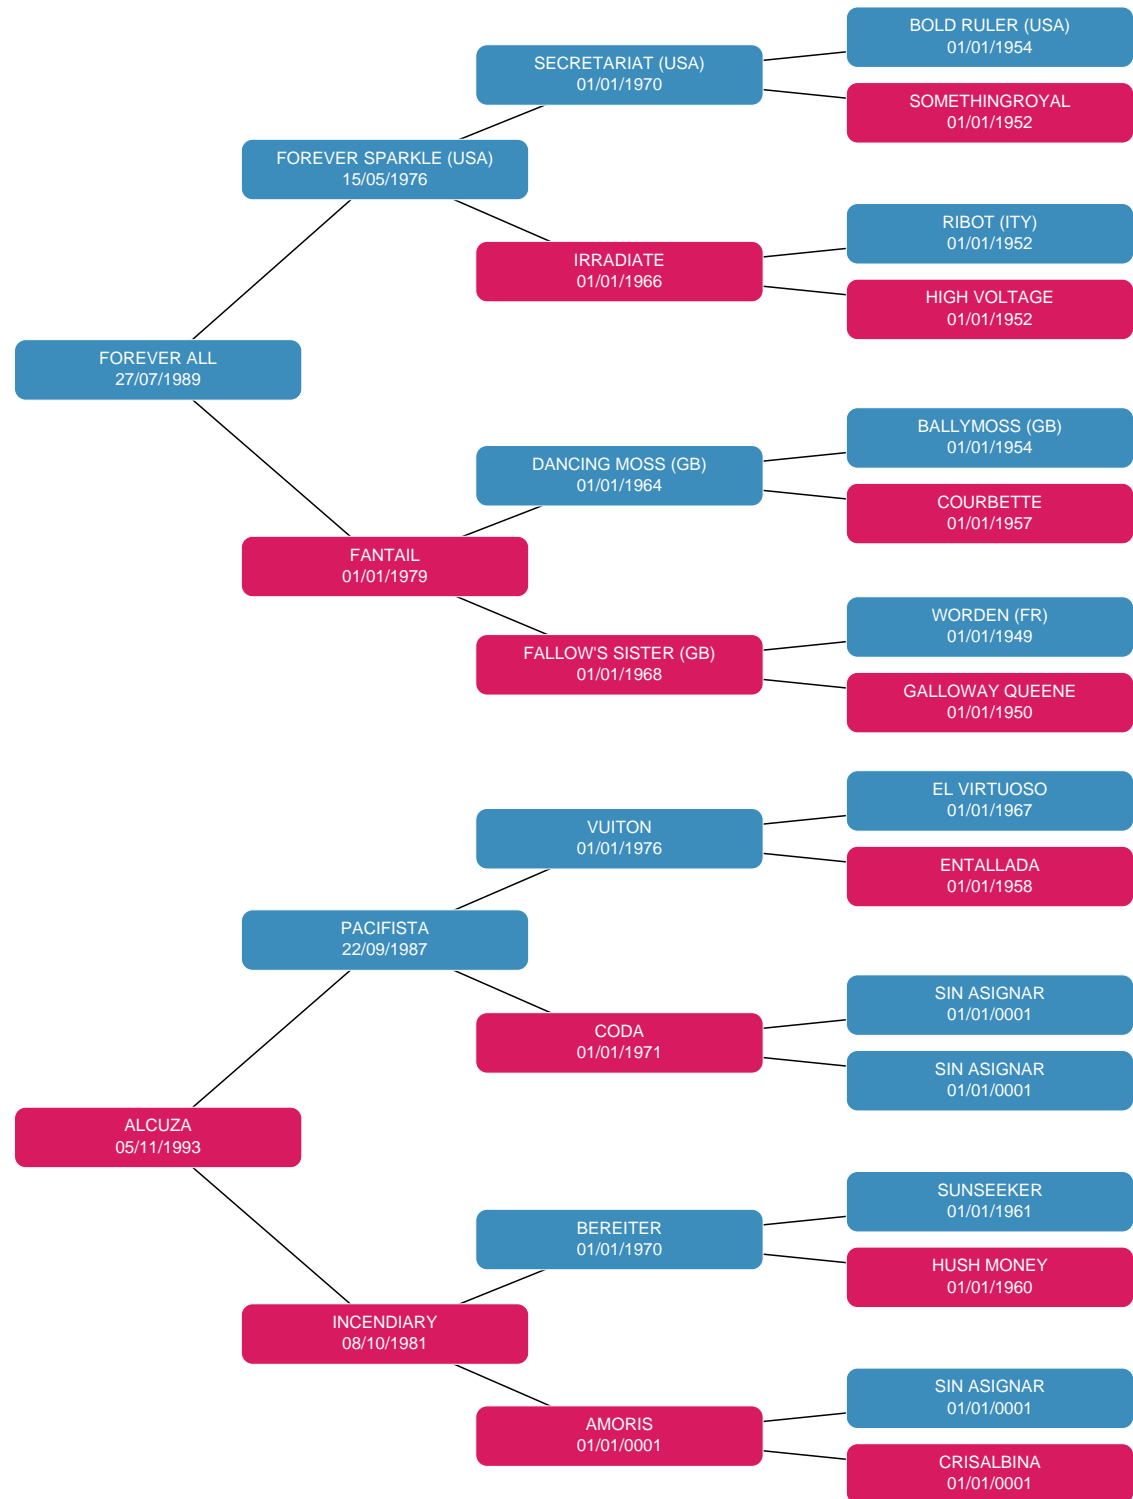 BOLD RULER (USA)
01/01/1954
SECRETARIAT (USA)
01/01/1970
SOMETHINGROYAL
01/01/1952
FOREVER SPARKLE (USA)
15/05/1976
RIBOT (ITY)
01/01/1952
IRRADIATE
01/01/1966
HIGH VOLTAGE
01/01/1952
FOREVER ALL
27/07/1989
BALLYMOSS (GB)
01/01/1954
DANCING MOSS (GB)
01/01/1964
COURBETTE
01/01/1957
FANTAIL
01/01/1979
WORDEN (FR)
01/01/1949
FALLOW'S SISTER (GB)
01/01/1968
GALLOWAY QUEENE
01/01/1950
EL VIRTUOSO
01/01/1967
VUITON
01/01/1976
ENTALLADA
01/01/1958
PACIFISTA
22/09/1987
SIN ASIGNAR
01/01/0001
CODA
01/01/1971
SIN ASIGNAR
01/01/0001
ALCUZA
05/11/1993
SUNSEEKER
01/01/1961
BEREITER
01/01/1970
HUSH MONEY
01/01/1960
INCENDIARY
08/10/1981
SIN ASIGNAR
01/01/0001
AMORIS
01/01/0001
CRISALBINA
01/01/0001